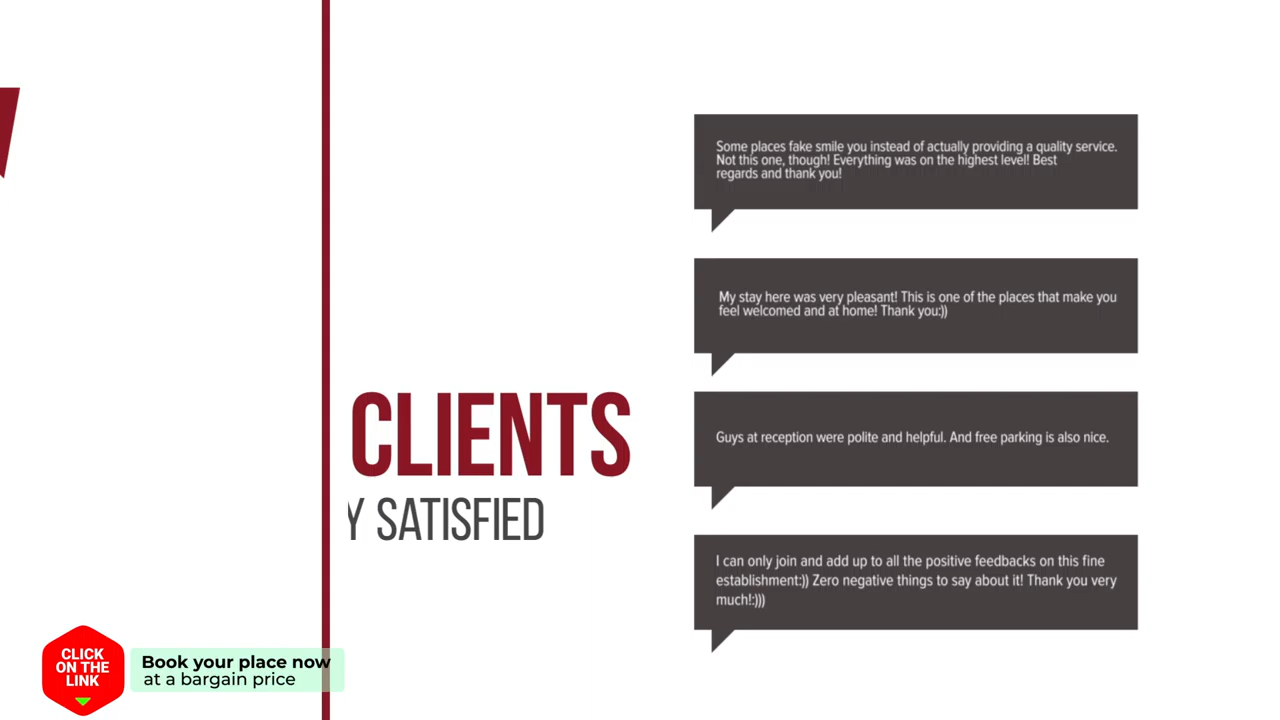 Some places fake smile you instead of actually providing a quality service.
Not this one, though! Everything was on the highest level! Best
regards and thank you!
My stay here was very pleasant! This is one of the places that make you
feel welcomed and at home! Thank you:))
CLIENTS
Y SATISFIED
Guys at reception were polite and helpful. And free parking is also nice.
I can only join and add up to all the positive feedbacks on this fine
establishment:)) Zero negative things to say about it! Thank you very
much!:)))
CLICK
ON THE
LINK
Book your place now
at a bargain price